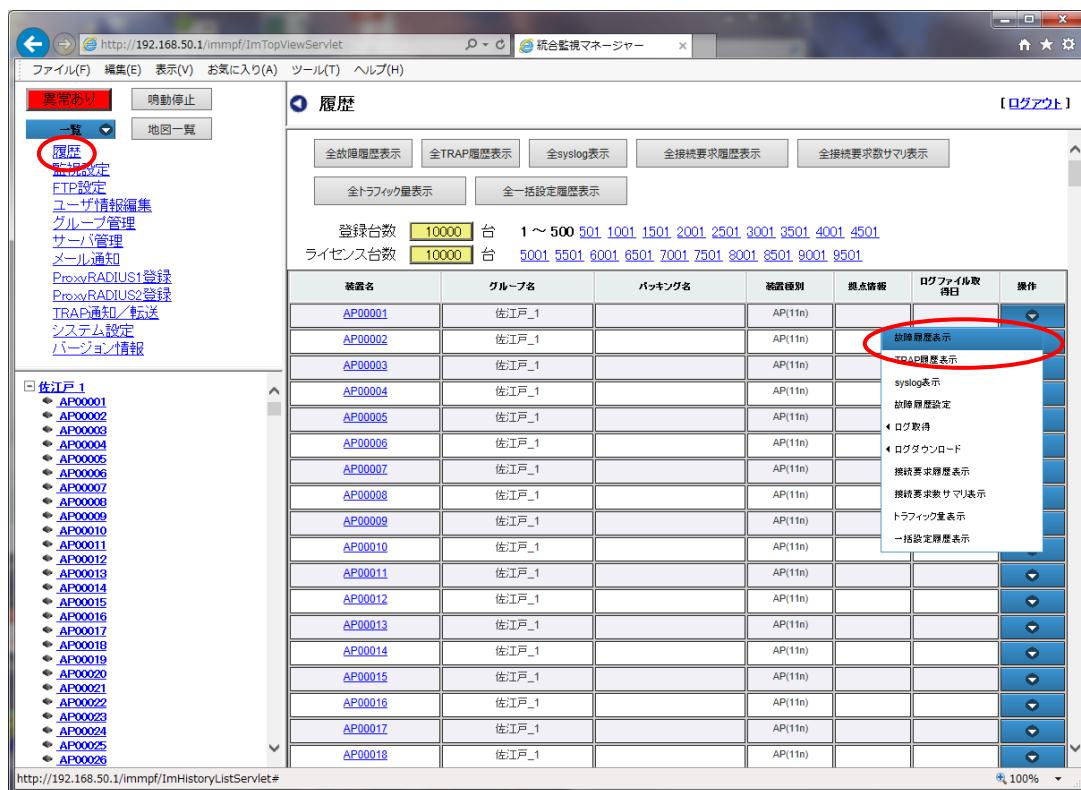 http://192.168.50.1/immpf/ImTopViewServlet
統合監視マネージャー
ファイル(F) 編集(E) 表示(V) お気に入り(A) ツール(T) ヘルプ(H)
異常あり 鳴動停止
一覧 地図一覧
履歴
監視設定
FTP設定
ユーザ情報編集
グループ管理
サーバ管理
メール通知
ProxyRADIUS1登録
ProxyRADIUS2登録
TRAP通知/転送
システム設定
バージョン情報
佐江戸_1
AP00001
AP00002
AP00003
AP00004
AP00005
AP00006
AP00007
AP00008
AP00009
AP00010
AP00011
AP00012
AP00013
AP00014
AP00015
AP00016
AP00017
AP00018
AP00019
AP00020
AP00021
AP00022
AP00023
AP00024
AP00025
AP00026
履歴 [ログアウト]
全故障履歴表示 全TRAP履歴表示 全syslog表示 全接続要求履歴表示 全接続要求数サマリ表示
全トラフィック量表示 全一括設定履歴表示
登録台数 10000 台 1 ～ 500 501 1001 1501 2001 2501 3001 3501 4001 4501
ライセンス台数 10000 台 5001 5501 6001 6501 7001 7501 8001 8501 9001 9501
装置名 グループ名 パッキング名 装置種別 拠点情報 ログファイル取得日 操作
AP00001 佐江戸_1 AP(11n)
AP00002 佐江戸_1 AP(11n)
AP00003 佐江戸_1 AP(11n)
AP00004 佐江戸_1 AP(11n)
AP00005 佐江戸_1 AP(11n)
AP00006 佐江戸_1 AP(11n)
AP00007 佐江戸_1 AP(11n)
AP00008 佐江戸_1 AP(11n)
AP00009 佐江戸_1 AP(11n)
AP00010 佐江戸_1 AP(11n)
AP00011 佐江戸_1 AP(11n)
AP00012 佐江戸_1 AP(11n)
AP00013 佐江戸_1 AP(11n)
AP00014 佐江戸_1 AP(11n)
AP00015 佐江戸_1 AP(11n)
AP00016 佐江戸_1 AP(11n)
AP00017 佐江戸_1 AP(11n)
AP00018 佐江戸_1 AP(11n)
故障履歴表示
TRAP履歴表示
syslog表示
故障履歴設定
ログ取得
ログダウンロード
接続要求履歴表示
接続要求数サマリ表示
トラフィック量表示
一括設定履歴表示
http://192.168.50.1/immpf/ImHistoryListServlet#
100%